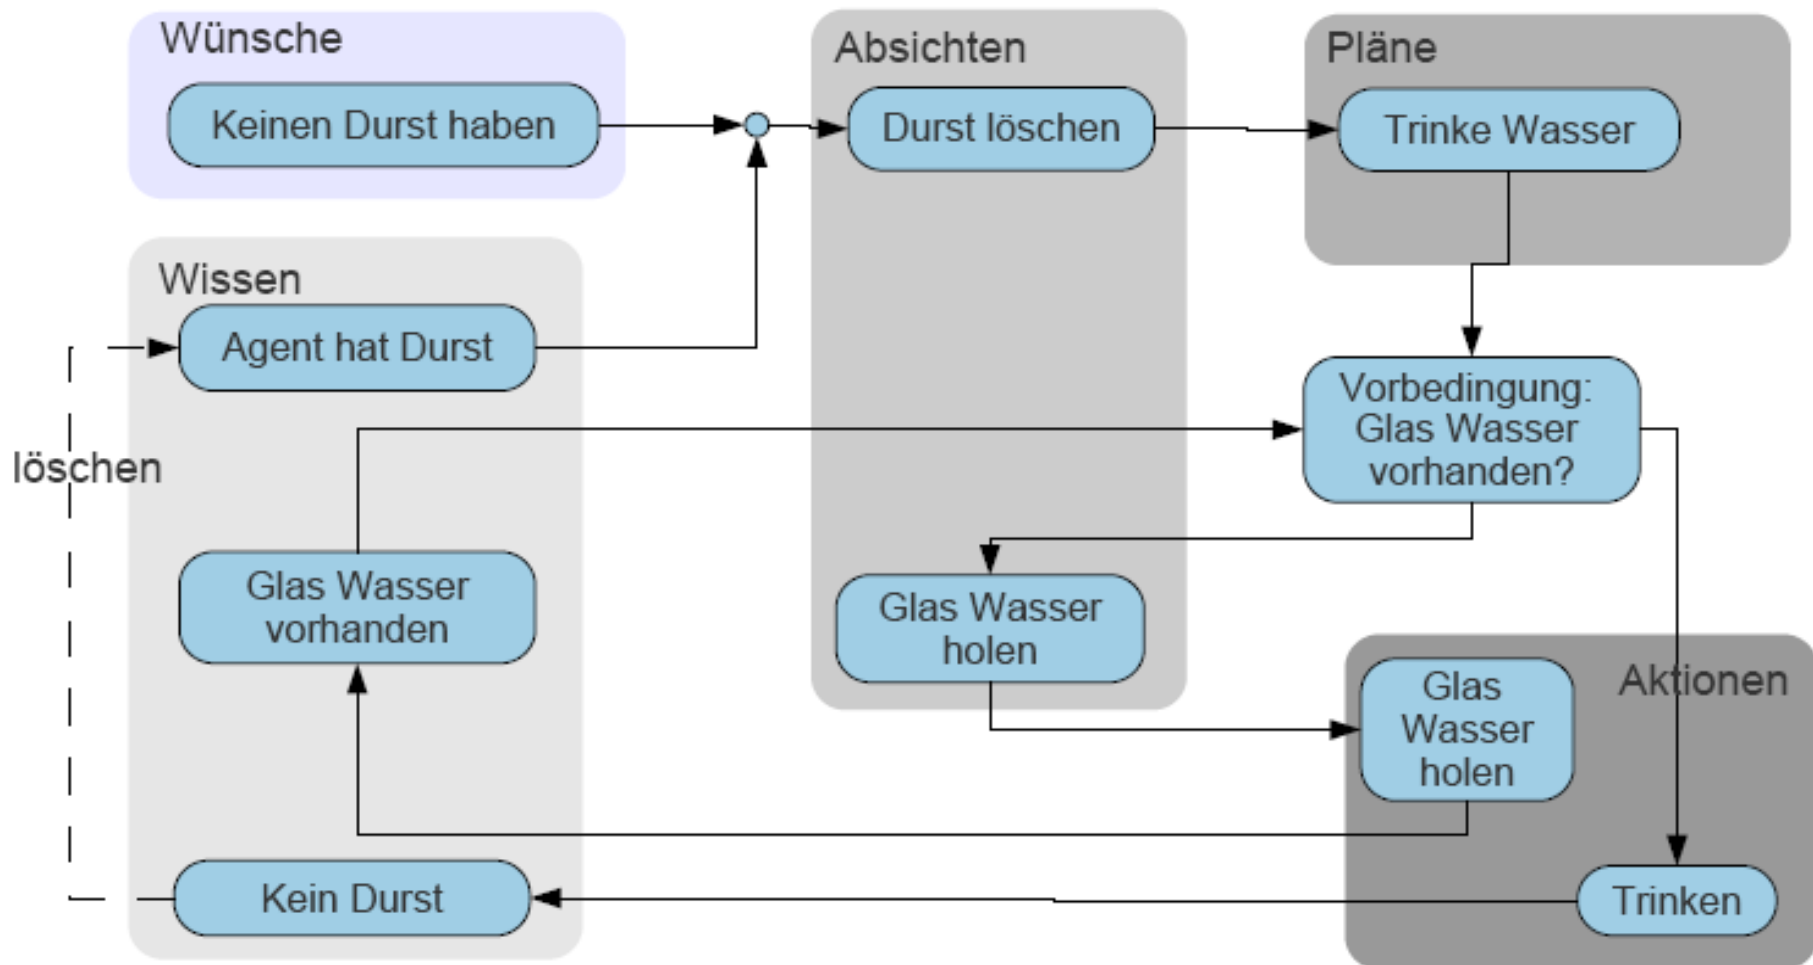 Wünsche
Keinen Durst haben
Absichten
Durst löschen
Pläne
Trinke Wasser
Wissen
Agent hat Durst
löschen
Vorbedingung:
Glas Wasser
vorhanden?
Glas Wasser
vorhanden
Glas Wasser
holen
Aktionen
Glas
Wasser
holen
Kein Durst
Trinken